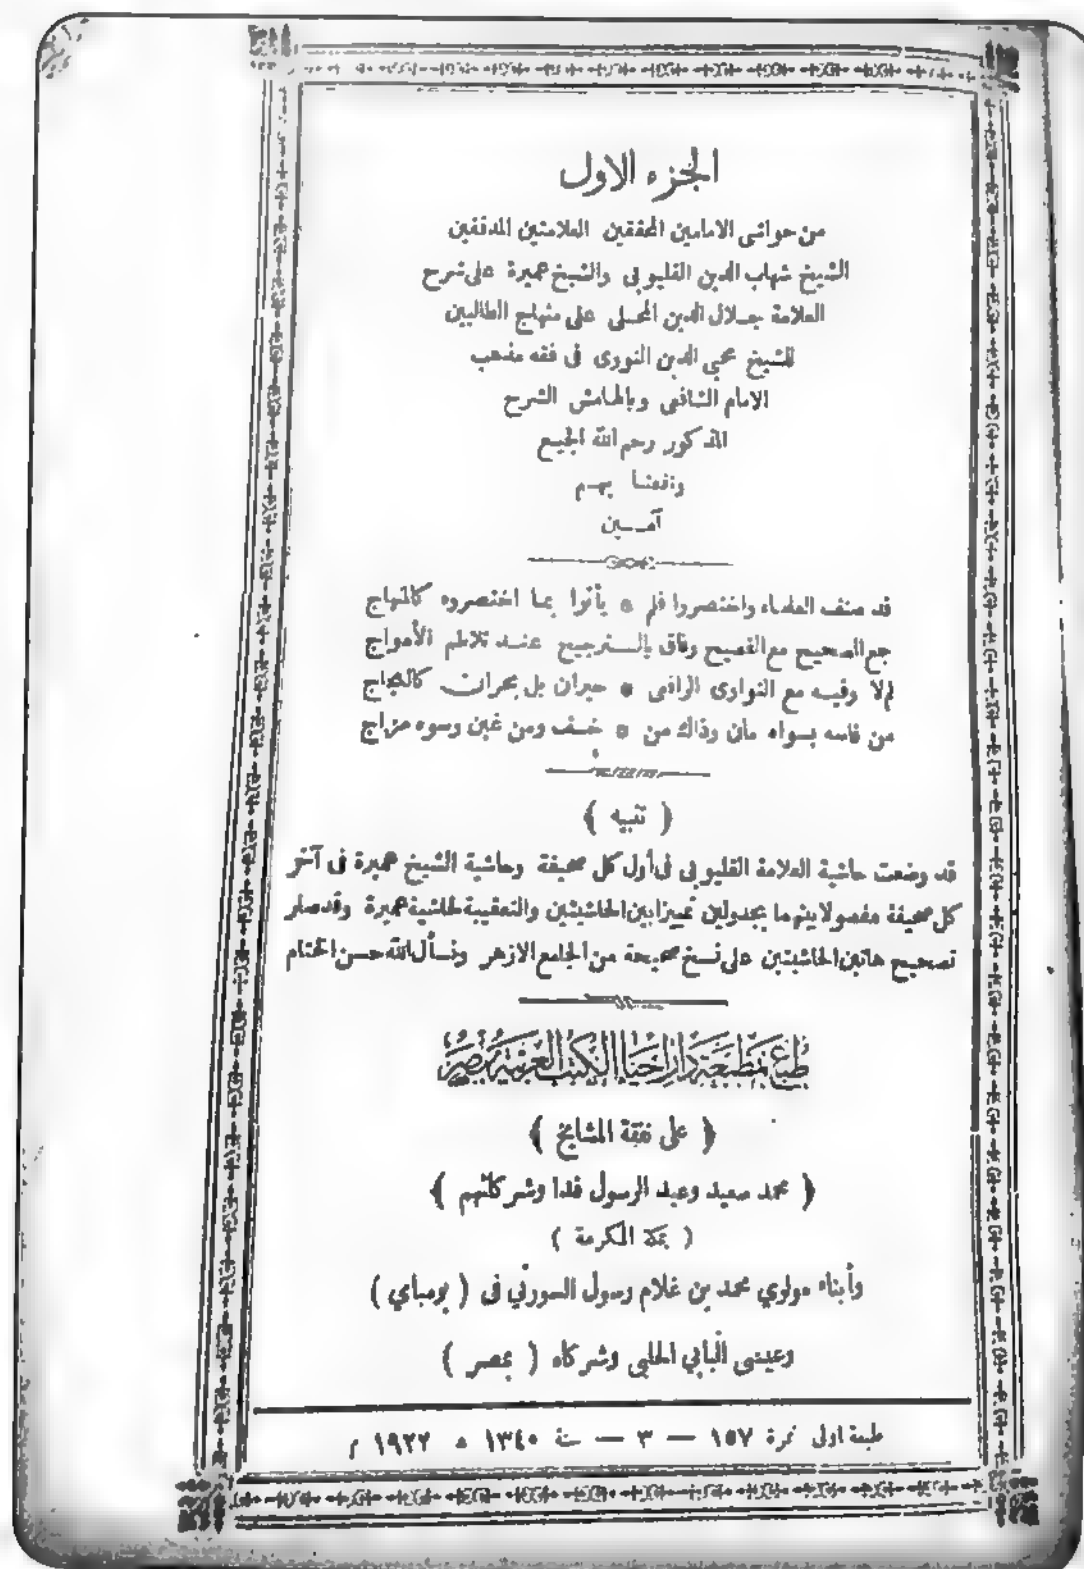 الجزء الاول
من حواشى الامامين المحققين العلامتين المدققين
الشيخ شهاب الدين القليوبى والشيخ عميرة على شرح
العلامة جلال الدين المحلى على منهاج الطالبين
للشيخ محيى الدين النووى فى فقه مذهب
الامام الشافعى وبالهامش الشرح
المذكور رحم الله الجميع
ونفعنا بهم
آمـــين
قد صنف العلماء واختصروا فلم * يأتوا بما اختصروه كالمنهاج
جمع الصحيح مع الفصيح وفاق بالـترجيح عند تلاطم الأمواج
لم لا وفيه مع النواوى الرافعى * حبران بل بحران كالعجاج
من قاسه بسواه مان وذاك من * خسف ومن غبن وسوء مزاج
﴿ تنبيه ﴾
قد وضعت حاشية العلامة القليوبى فى أول كل صحيفة وحاشية الشيخ عميرة فى آخر
كل صحيفة مفصولا بينهما بجدولين تمييزا بين الحاشيتين والتعقيبة لحاشية عميرة وقد صار
تصحيح هاتين الحاشيتين على نسخ صحيحة من الجامع الازهر ونسأل الله حسن الختام
طبع بمطبعة دار احياء الكتب العربية بمصر
﴿ على نفقة المشايخ ﴾
﴿ محمد سعيد وعبد الرسول فدا وشركائهم ﴾
( بمكة المكرمة )
وأبناء مولوي محمد بن غلام رسول السورتي فى ( بومباي )
وعيسى البابي الحلبى وشركاه ( بمصر )
طبعة اولى نمرة ١٥٧ — ٣ — سنة ١٣٤٠ ه ١٩٢٢ م